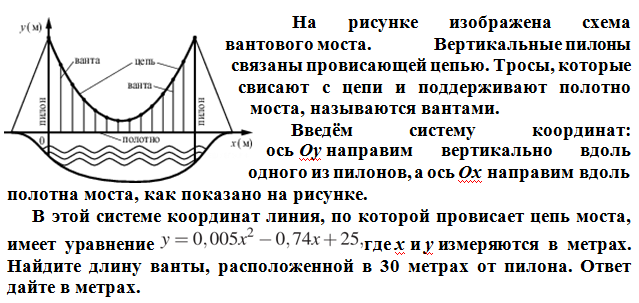 y(м)
ванта
цепь
ванта
пилон
пилон
0
полотно
x(м)
На рисунке изображена схема
вантового моста. Вертикальные пилоны
связаны провисающей цепью. Тросы, которые
свисают с цепи и поддерживают полотно
моста, называются вантами.
Введём систему координат:
ось Oy направим вертикально вдоль
одного из пилонов, а ось Ox направим вдоль
полотна моста, как показано на рисунке.
В этой системе координат линия, по которой провисает цепь моста,
имеет уравнение y = 0,005x² − 0,74x + 25, где x и y измеряются в метрах.
Найдите длину ванты, расположенной в 30 метрах от пилона. Ответ
дайте в метрах.